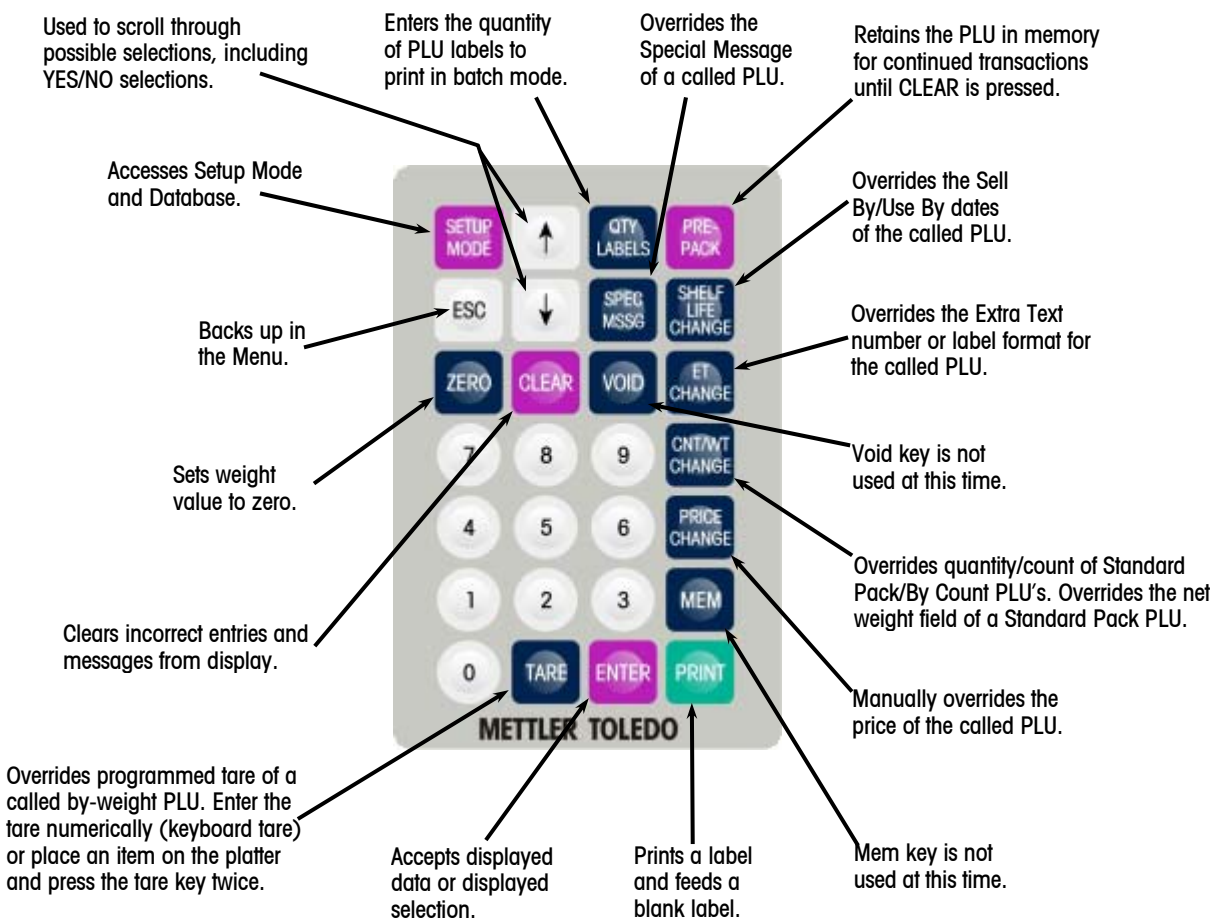 Used to scroll through
possible selections, including
YES/NO selections.
Enters the quantity
of PLU labels to
print in batch mode.
Overrides the
Special Message
of a called PLU.
Retains the PLU in memory
for continued transactions
until CLEAR is pressed.
Accesses Setup Mode
and Database.
Overrides the Sell
By/Use By dates
of the called PLU.
Backs up in
the Menu.
Overrides the Extra Text
number or label format for
the called PLU.
Sets weight
value to zero.
Void key is not
used at this time.
Clears incorrect entries and
messages from display.
Overrides quantity/count of Standard
Pack/By Count PLU's. Overrides the net
weight field of a Standard Pack PLU.
Manually overrides the
price of the called PLU.
Overrides programmed tare of a
called by-weight PLU. Enter the
tare numerically (keyboard tare)
or place an item on the platter
and press the tare key twice.
Accepts displayed
data or displayed
selection.
Prints a label
and feeds a
blank label.
Mem key is not
used at this time.
SETUP
MODE
QTY
LABELS
PRE-
PACK
ESC
SPEC
MSSG
SHELF
LIFE
CHANGE
ZERO
CLEAR
VOID
ET
CHANGE
7
8
9
CNT/WT
CHANGE
4
5
6
PRICE
CHANGE
1
2
3
MEM
0
TARE
ENTER
PRINT
METTLER TOLEDO